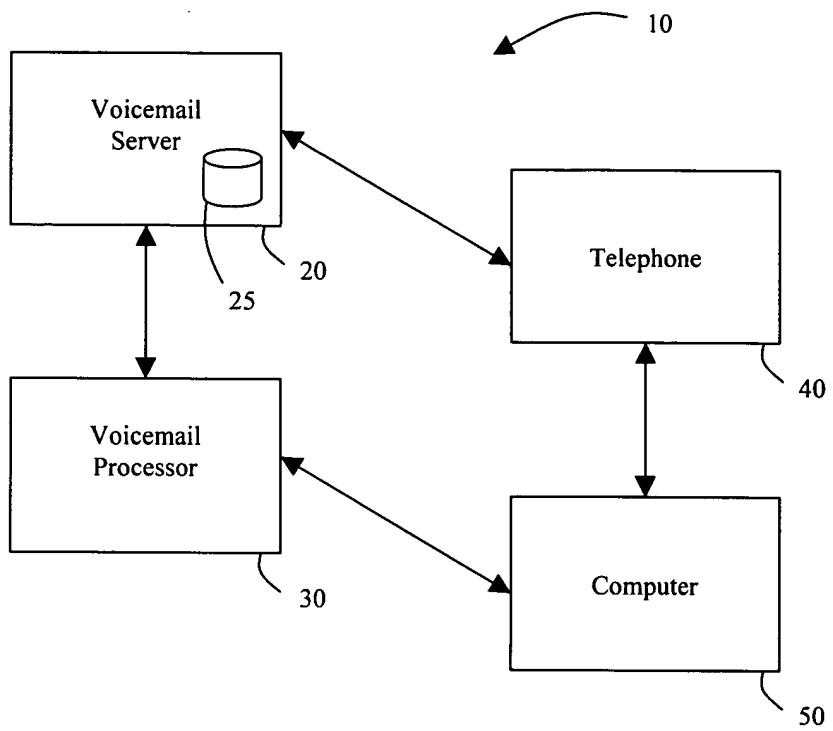 10
Voicemail
Server
20
25
Telephone
40
Voicemail
Processor
30
Computer
50